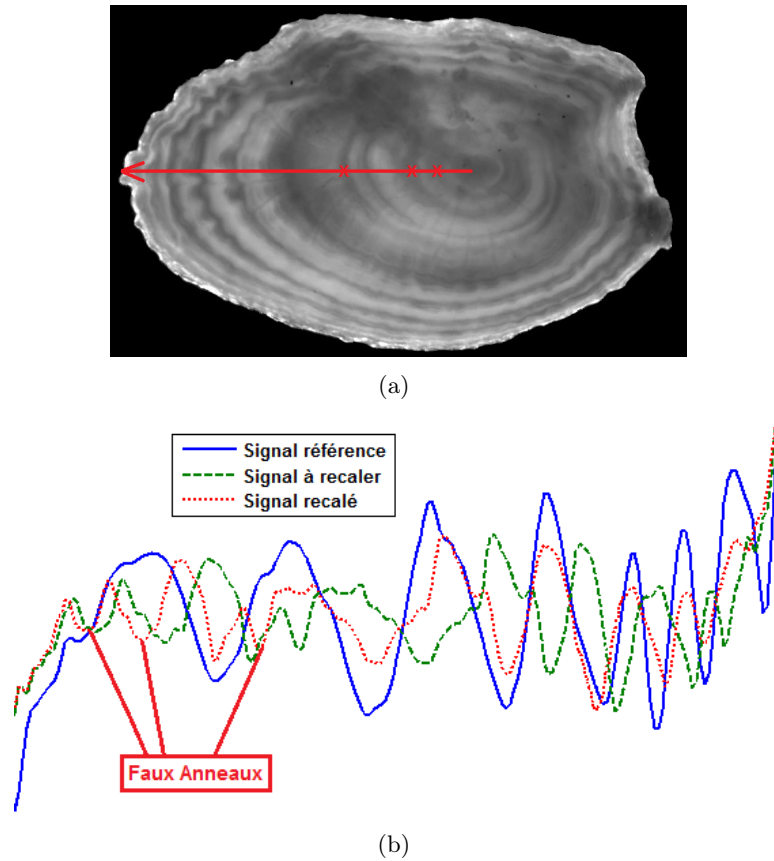 (a)
Signal référence
Signal à recaler
Signal recalé
Faux Anneaux
(b)